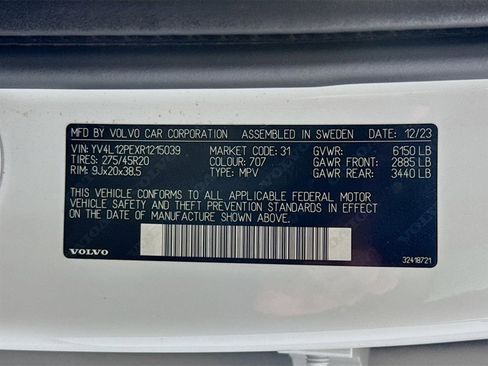 MFD. BY VOLVO CAR CORPORATION ASSEMBLED IN SWEDEN DATE: 12/23
VIN: YV4L12PEXR1215039 MARKET CODE: 31 GVWR: 6150 LB
TIRES: 275/45R20 COLOUR: 707 GAWR FRONT: 2885 LB
RIM: 9Jx20x38.5 TYPE: MPV GAWR REAR: 3440 LB
THIS VEHICLE CONFORMS TO ALL APPLICABLE FEDERAL MOTOR
VEHICLE SAFETY AND THEFT PREVENTION STANDARDS IN EFFECT
ON THE DATE OF MANUFACTURE SHOWN ABOVE.
VOLVO 32418721